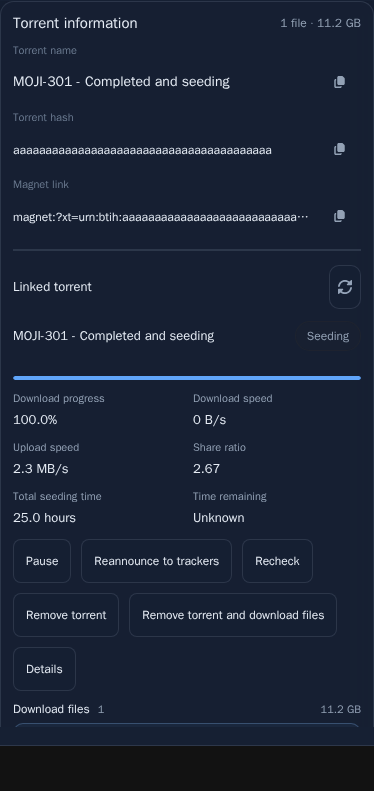 Torrent information 1 file · 11.2 GB
Torrent name
MOJI-301 - Completed and seeding
Torrent hash
aaaaaaaaaaaaaaaaaaaaaaaaaaaaaaaaaaaaaaaa
Magnet link
magnet:?xt=urn:btih:aaaaaaaaaaaaaaaaaaaaaaaaaaa···
Linked torrent
MOJI-301 - Completed and seeding Seeding
Download progress Download speed
100.0% 0 B/s
Upload speed Share ratio
2.3 MB/s 2.67
Total seeding time Time remaining
25.0 hours Unknown
Pause Reannounce to trackers Recheck
Remove torrent Remove torrent and download files
Details
Download files 1 11.2 GB